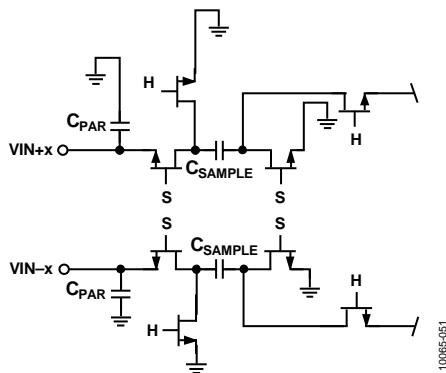 H
C_PAR
VIN+x
C_SAMPLE
H
S
S
S
S
C_SAMPLE
VIN–x
C_PAR
H
H
10065-051